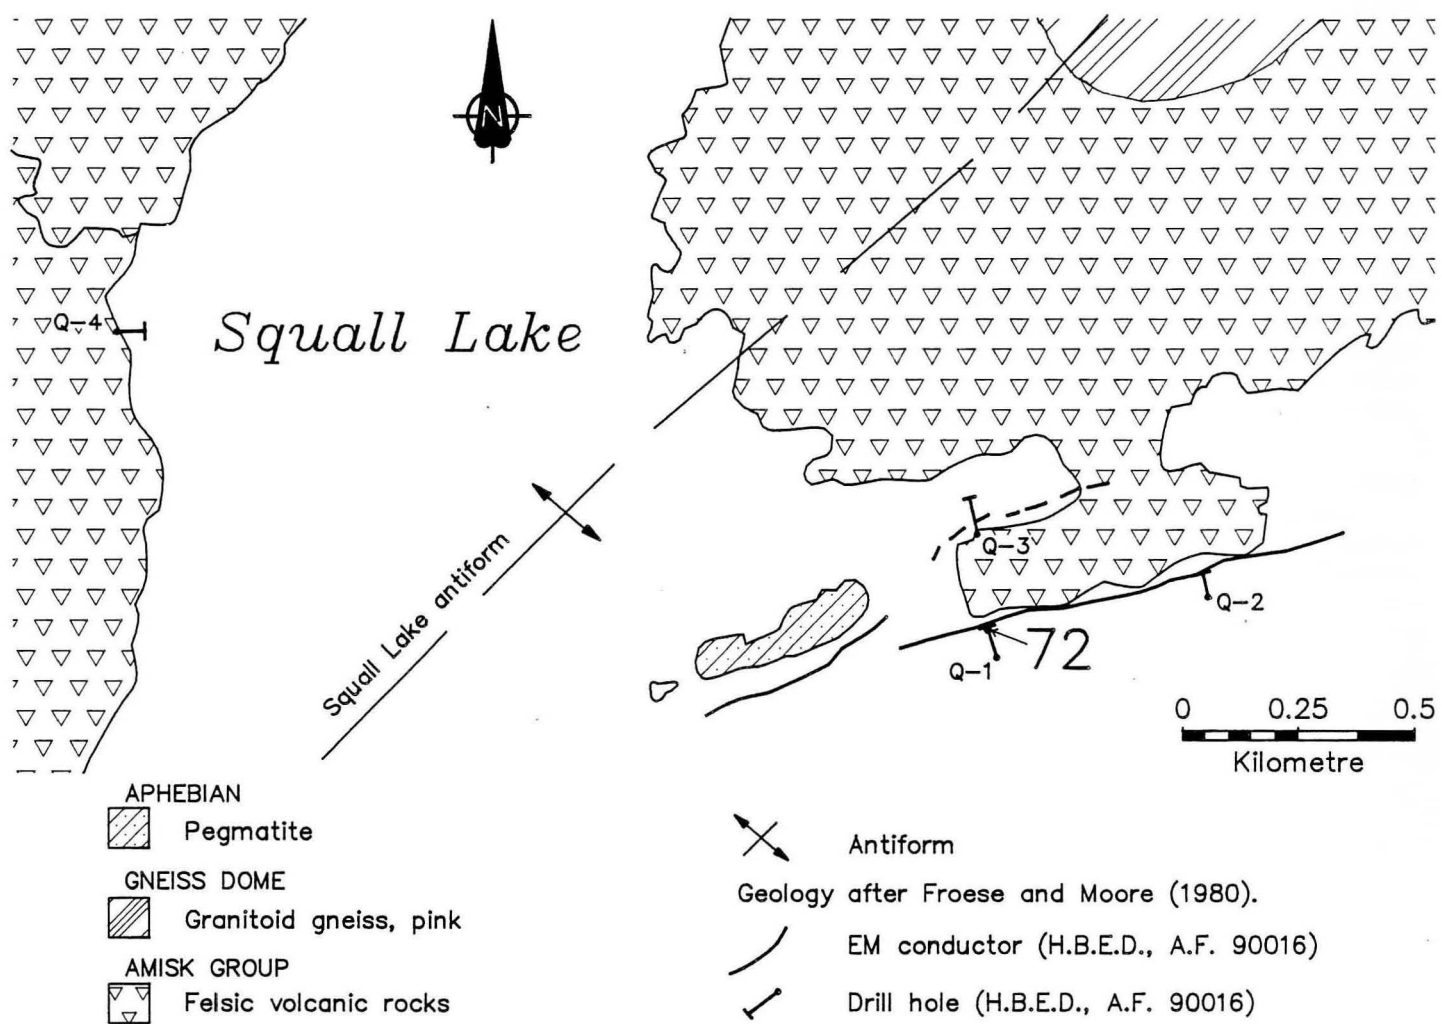 N
Q-4
Squall Lake
Squall Lake antiform
Q-3
Q-2
72
Q-1
0 0.25 0.5
Kilometre
APHEBIAN
Pegmatite
GNEISS DOME
Granitoid gneiss, pink
AMISK GROUP
Felsic volcanic rocks
Antiform
Geology after Froese and Moore (1980).
EM conductor (H.B.E.D., A.F. 90016)
Drill hole (H.B.E.D., A.F. 90016)